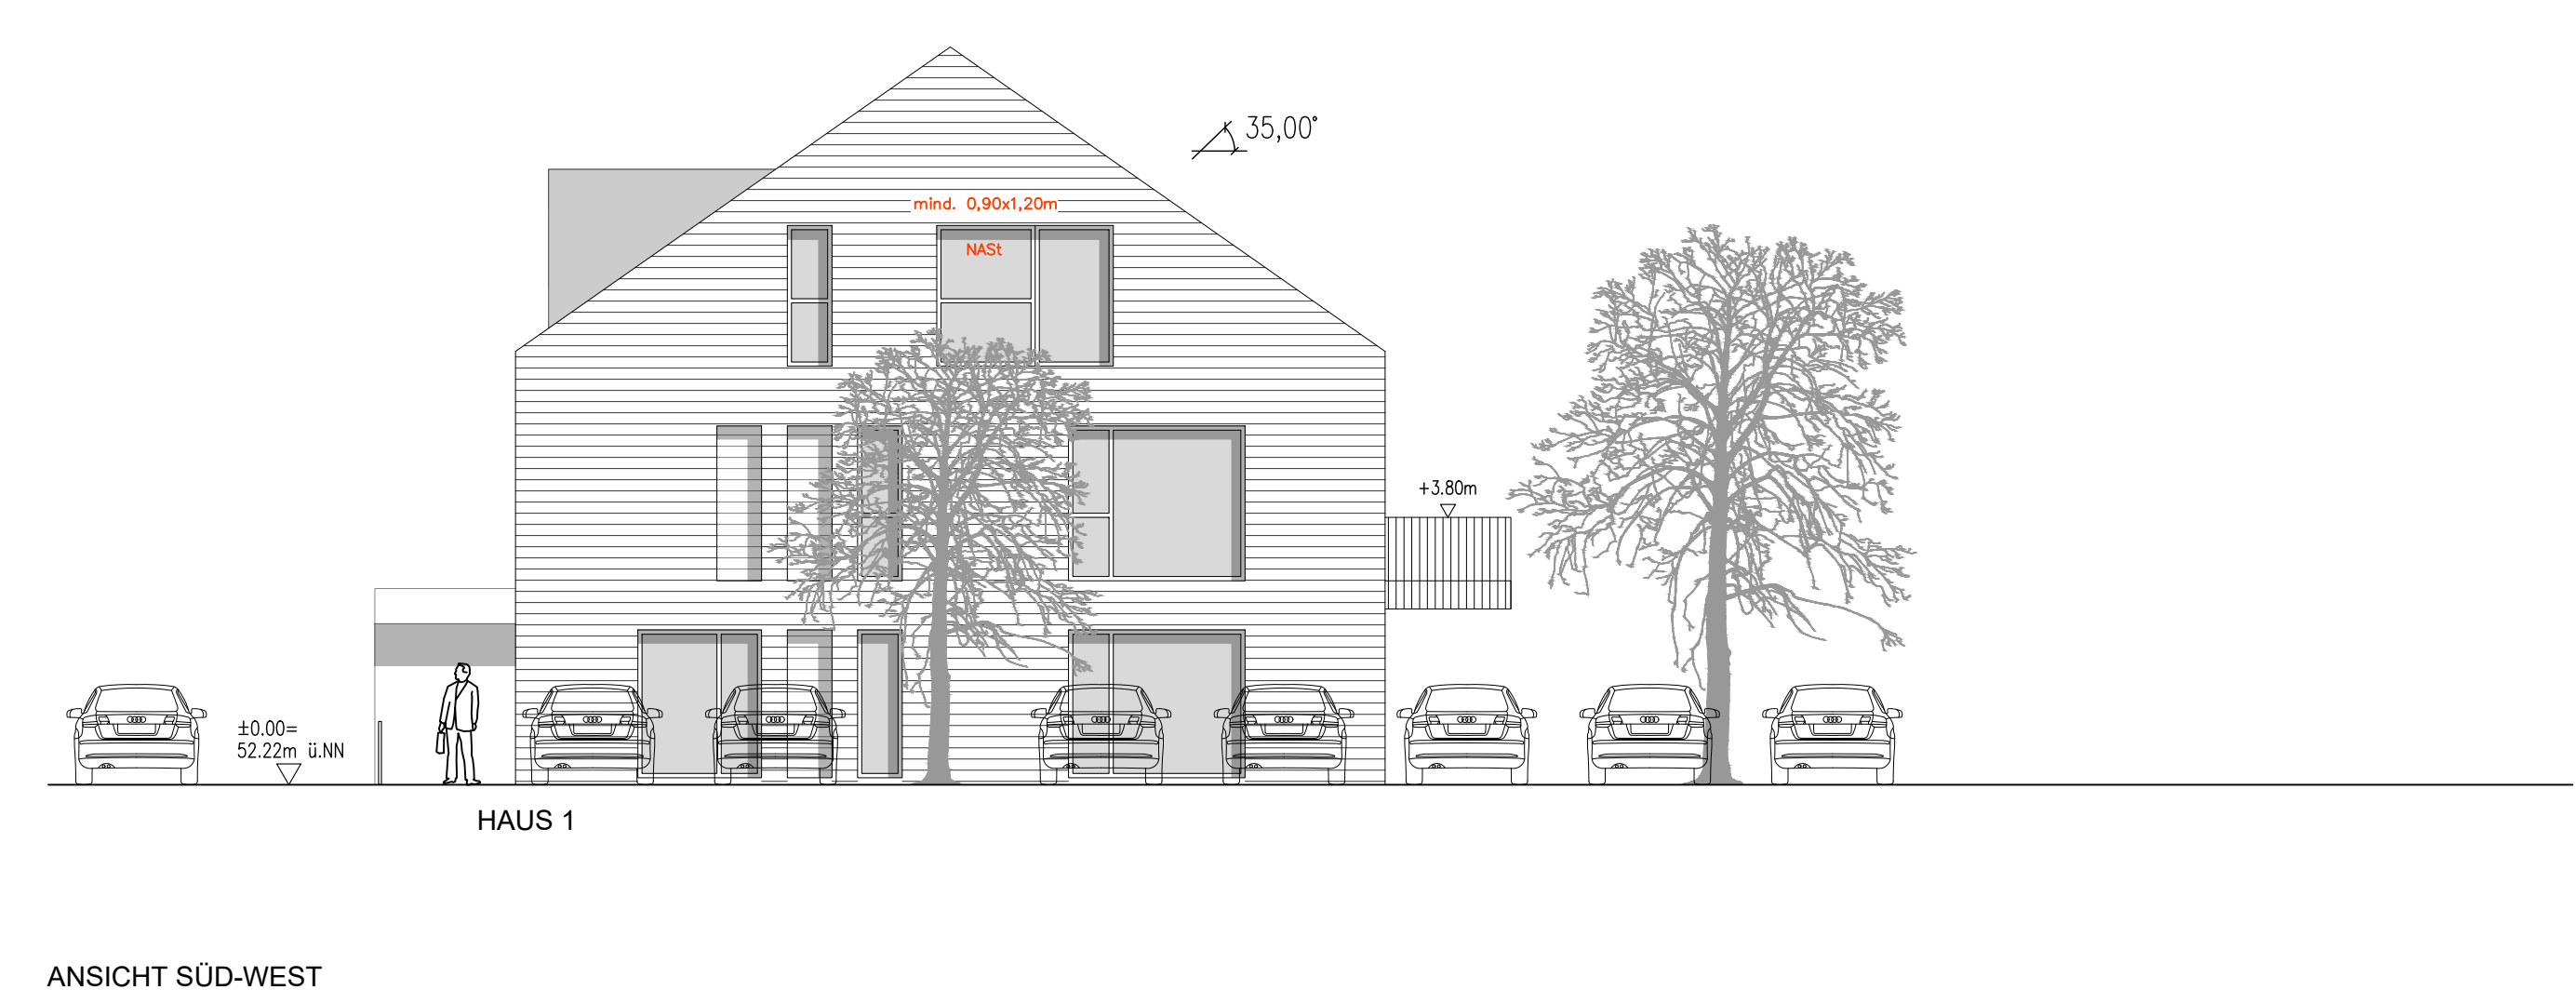 35,00°
mind. 0,90x1,20m
NASt
+3.80m
±0.00=
52.22m ü.NN
HAUS 1
ANSICHT SÜD-WEST